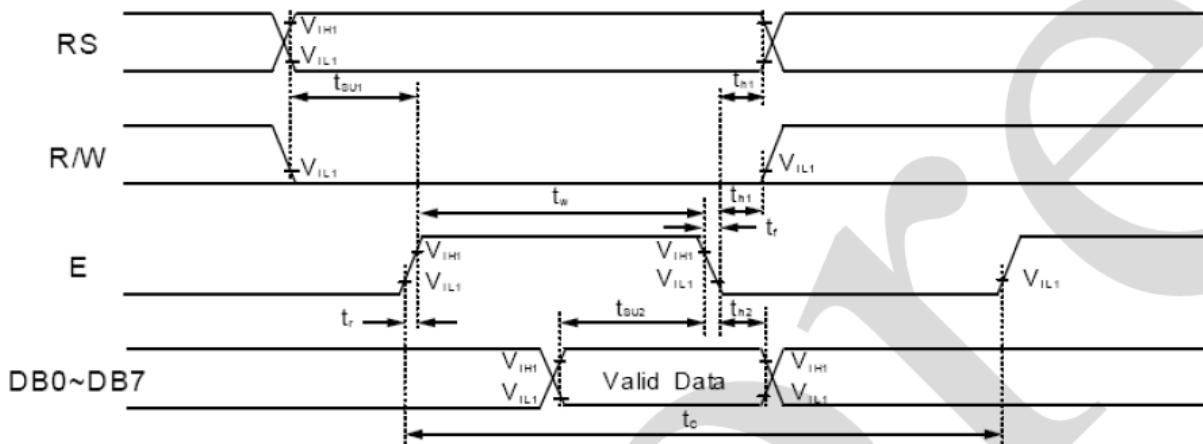 RS
VIH1
VIL1
tSU1
th1
R/W
VIL1
VIL1
tw
th1
tf
E
VIH1
VIL1
VIH1
VIL1
VIL1
tr
tSU2
th2
DB0~DB7
VIH1
VIL1
Valid Data
VIH1
VIL1
tc